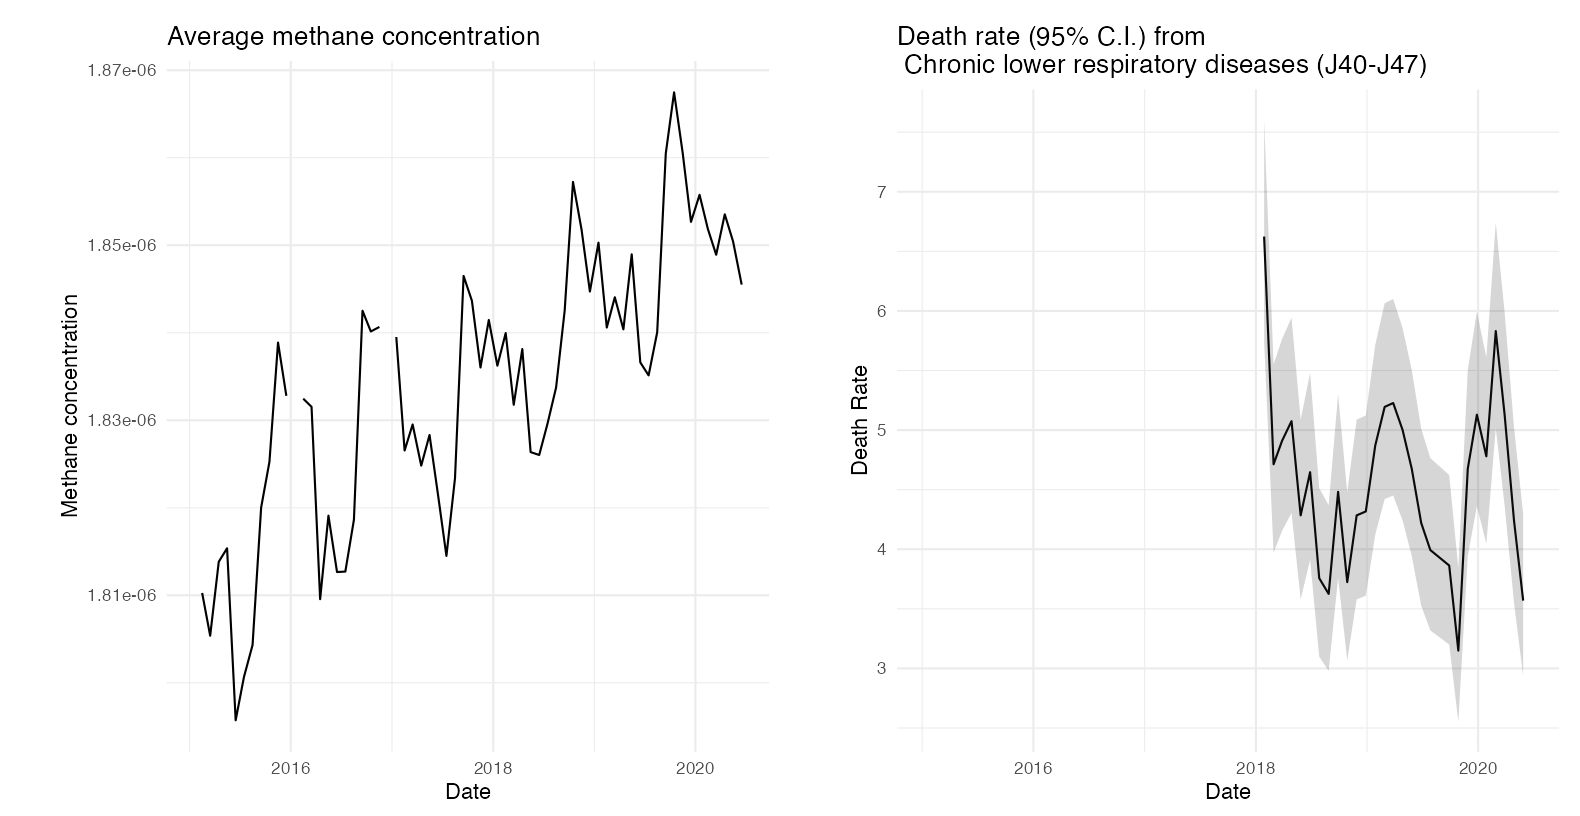 Average methane concentration
1.87e-06
1.85e-06
1.83e-06
1.81e-06
Methane concentration
2016
2018
2020
Date
Death rate (95% C.I.) from
Chronic lower respiratory diseases (J40-J47)
7
6
5
4
3
Death Rate
2016
2018
2020
Date